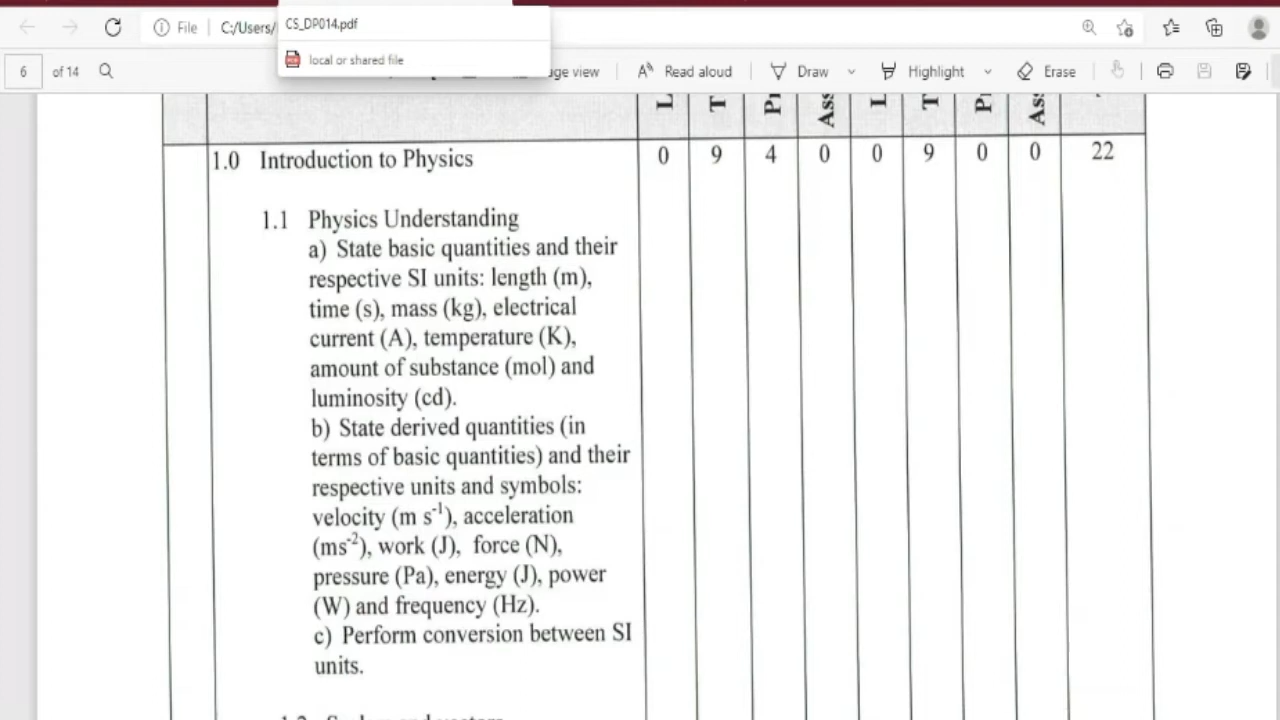 CS_DP014.pdf
File C:/Users/
local or shared file
6 of 14 age view Read aloud Draw Highlight Erase
L T Ass L T Ass
1.0 Introduction to Physics 0 9 4 0 0 9 0 0 22
1.1 Physics Understanding
a) State basic quantities and their
respective SI units: length (m),
time (s), mass (kg), electrical
current (A), temperature (K),
amount of substance (mol) and
luminosity (cd).
b) State derived quantities (in
terms of basic quantities) and their
respective units and symbols:
velocity (m s⁻¹), acceleration
(ms⁻²), work (J), force (N),
pressure (Pa), energy (J), power
(W) and frequency (Hz).
c) Perform conversion between SI
units.